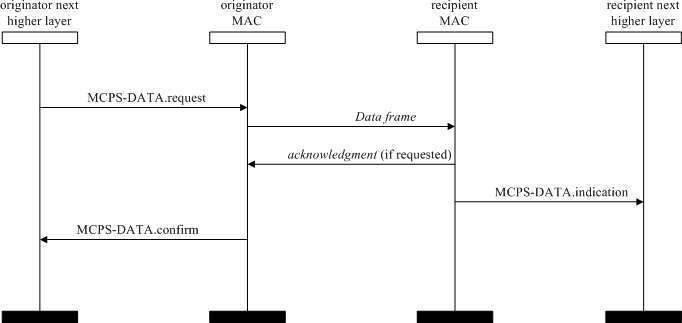 originator next
higher layer
originator
MAC
recipient
MAC
recipient next
higher layer
MCPS-DATA.request
Data frame
acknowledgment (if requested)
MCPS-DATA.indication
MCPS-DATA.confirm